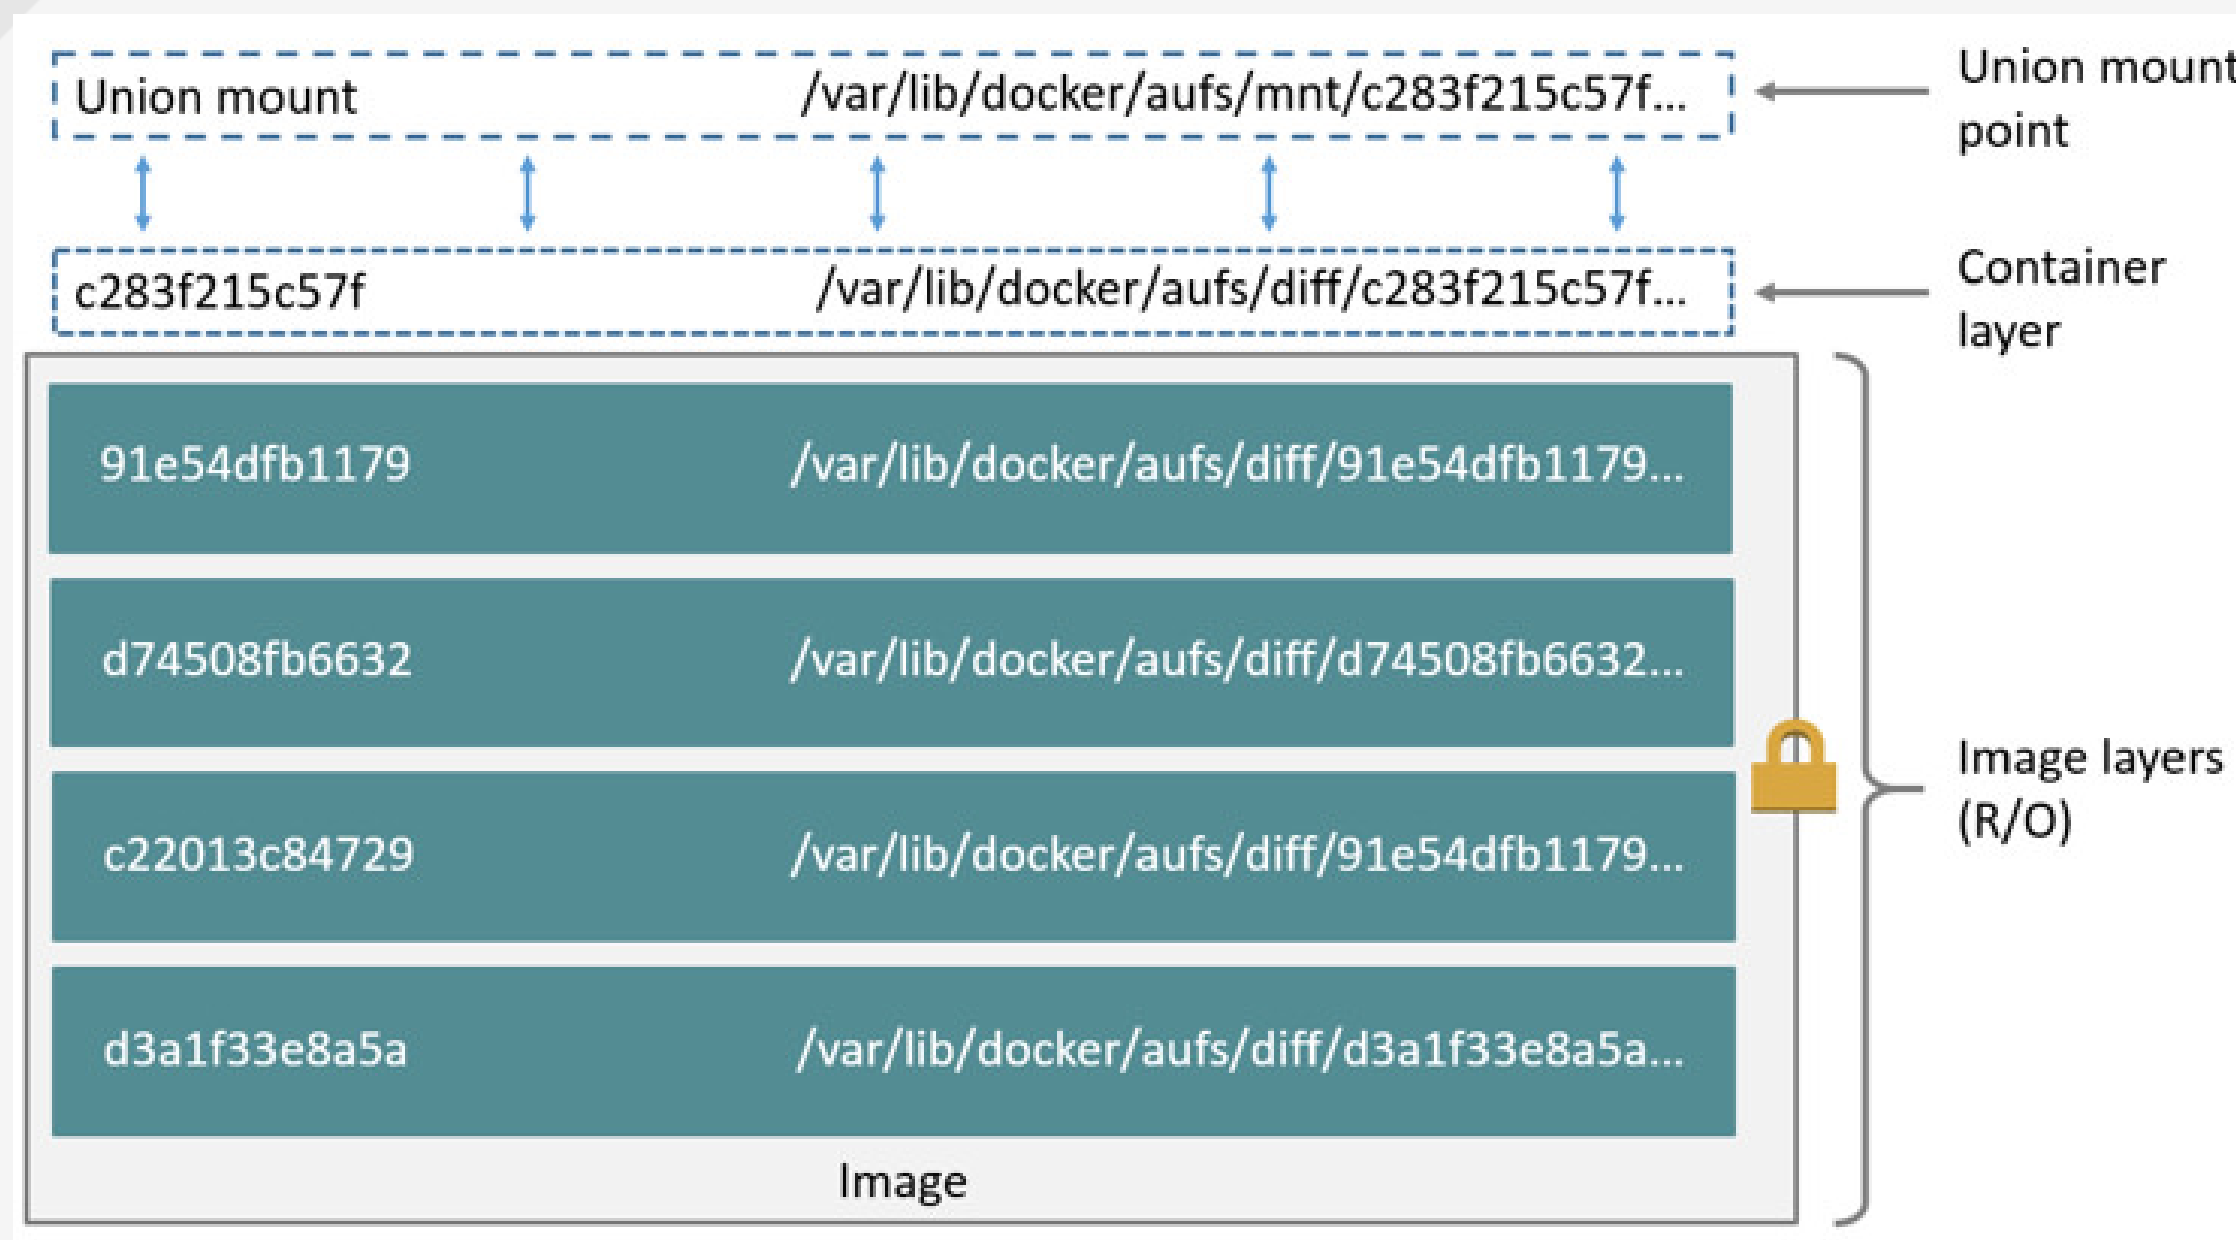 Union mount /var/lib/docker/aufs/mnt/c283f215c57f...
Union mount
point
c283f215c57f /var/lib/docker/aufs/diff/c283f215c57f...
Container
layer
91e54dfb1179 /var/lib/docker/aufs/diff/91e54dfb1179...
d74508fb6632 /var/lib/docker/aufs/diff/d74508fb6632...
c22013c84729 /var/lib/docker/aufs/diff/91e54dfb1179...
d3a1f33e8a5a /var/lib/docker/aufs/diff/d3a1f33e8a5a...
Image layers
(R/O)
Image